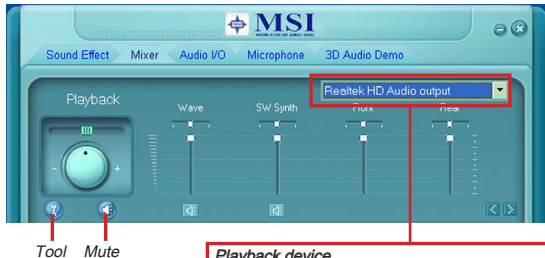 MSI
Sound Effect Mixer Audio I/O Microphone 3D Audio Demo
Realtek HD Audio output
Playback
Wave SW Synth Front Rear
- +
Tool Mute
Playback device